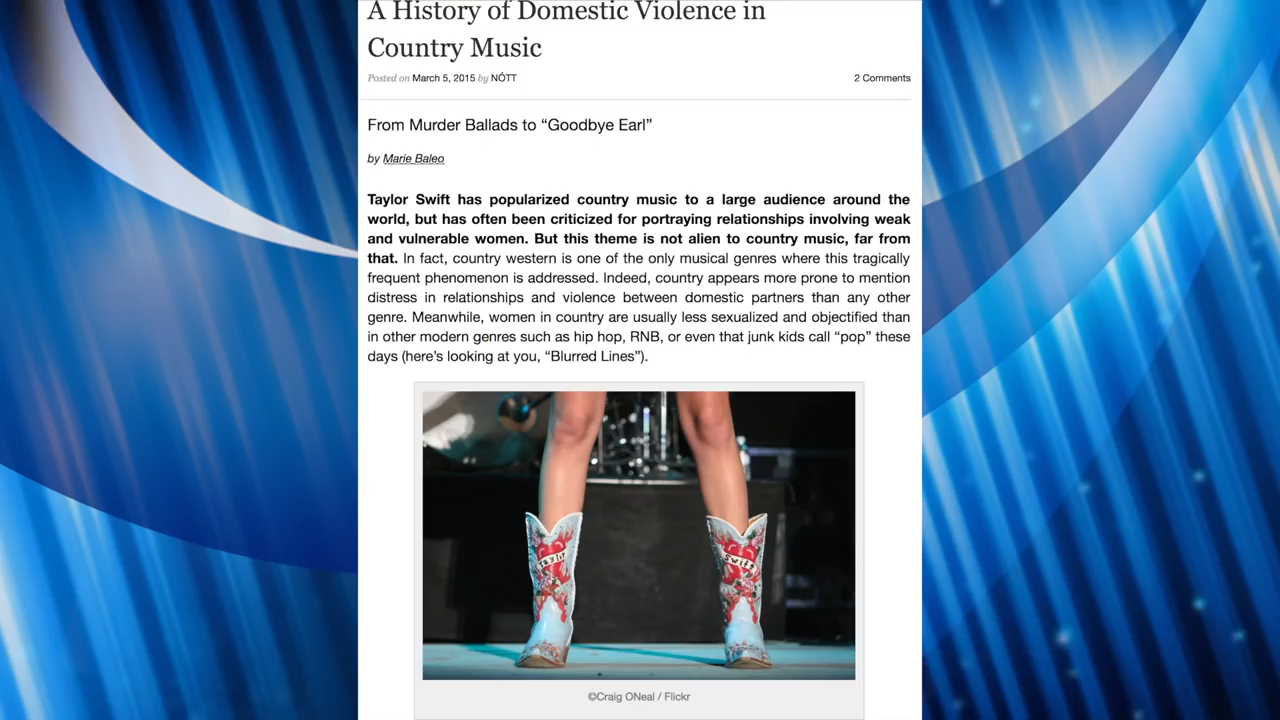 A History of Domestic Violence in
Country Music
Posted on March 5, 2015 by NÓTT
2 Comments
From Murder Ballads to “Goodbye Earl”
by Marie Baleo
Taylor Swift has popularized country music to a large audience around the
world, but has often been criticized for portraying relationships involving weak
and vulnerable women. But this theme is not alien to country music, far from
that. In fact, country western is one of the only musical genres where this tragically
frequent phenomenon is addressed. Indeed, country appears more prone to mention
distress in relationships and violence between domestic partners than any other
genre. Meanwhile, women in country are usually less sexualized and objectified than
in other modern genres such as hip hop, RNB, or even that junk kids call “pop” these
days (here’s looking at you, “Blurred Lines”).
TAYLOR
SWIFT
©Craig ONeal / Flickr